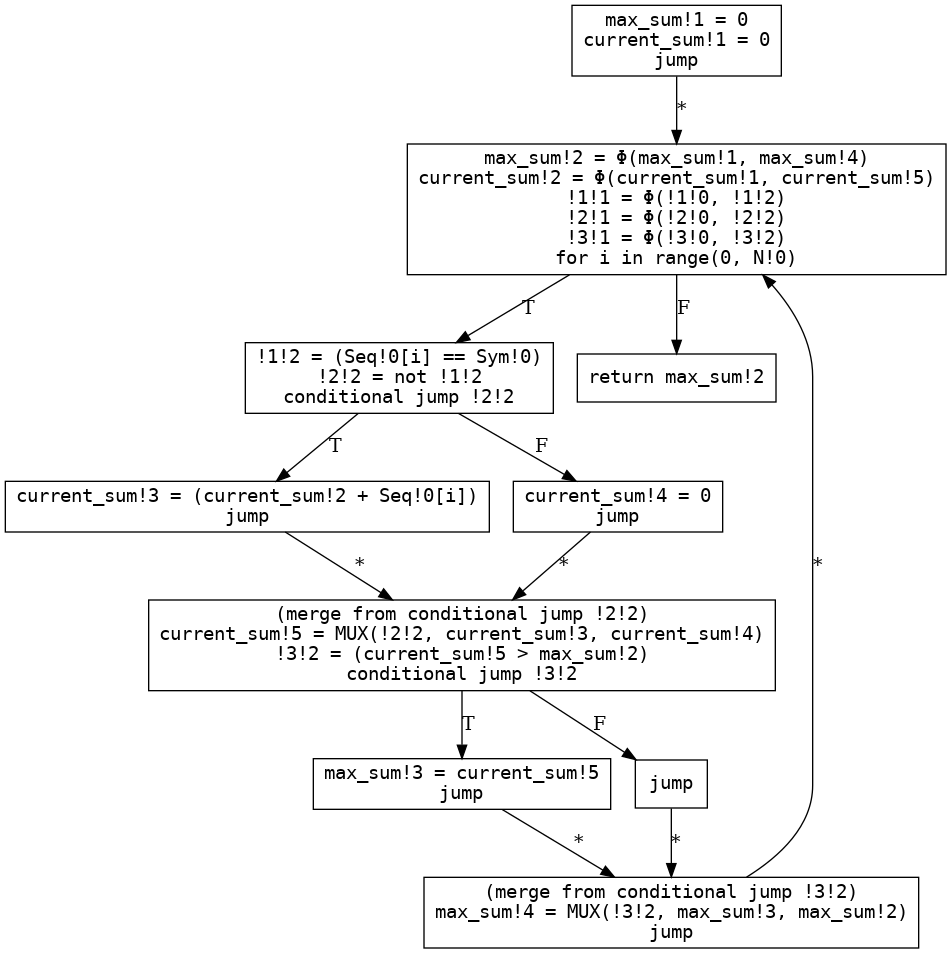 max_sum!1 = 0
current_sum!1 = 0
jump
*
max_sum!2 = Φ(max_sum!1, max_sum!4)
current_sum!2 = Φ(current_sum!1, current_sum!5)
!1!1 = Φ(!1!0, !1!2)
!2!1 = Φ(!2!0, !2!2)
!3!1 = Φ(!3!0, !3!2)
for i in range(0, N!0)
T
F
!1!2 = (Seq!0[i] == Sym!0)
!2!2 = not !1!2
conditional jump !2!2
return max_sum!2
T
F
current_sum!3 = (current_sum!2 + Seq!0[i])
jump
current_sum!4 = 0
jump
*
*
*
(merge from conditional jump !2!2)
current_sum!5 = MUX(!2!2, current_sum!3, current_sum!4)
!3!2 = (current_sum!5 > max_sum!2)
conditional jump !3!2
T
F
max_sum!3 = current_sum!5
jump
jump
*
*
(merge from conditional jump !3!2)
max_sum!4 = MUX(!3!2, max_sum!3, max_sum!2)
jump